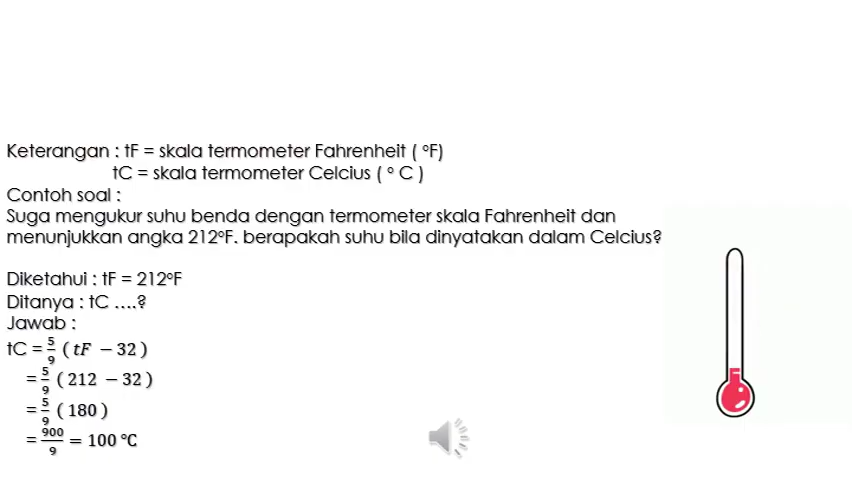 Keterangan : tF = skala termometer Fahrenheit ( °F)
tC = skala termometer Celcius ( ° C )
Contoh soal :
Suga mengukur suhu benda dengan termometer skala Fahrenheit dan
menunjukkan angka 212°F. berapakah suhu bila dinyatakan dalam Celcius?
Diketahui : tF = 212°F
Ditanya : tC ....?
Jawab :
tC = 5/9 ( tF − 32 )
= 5/9 ( 212 − 32 )
= 5/9 ( 180 )
= 900/9 = 100 ℃